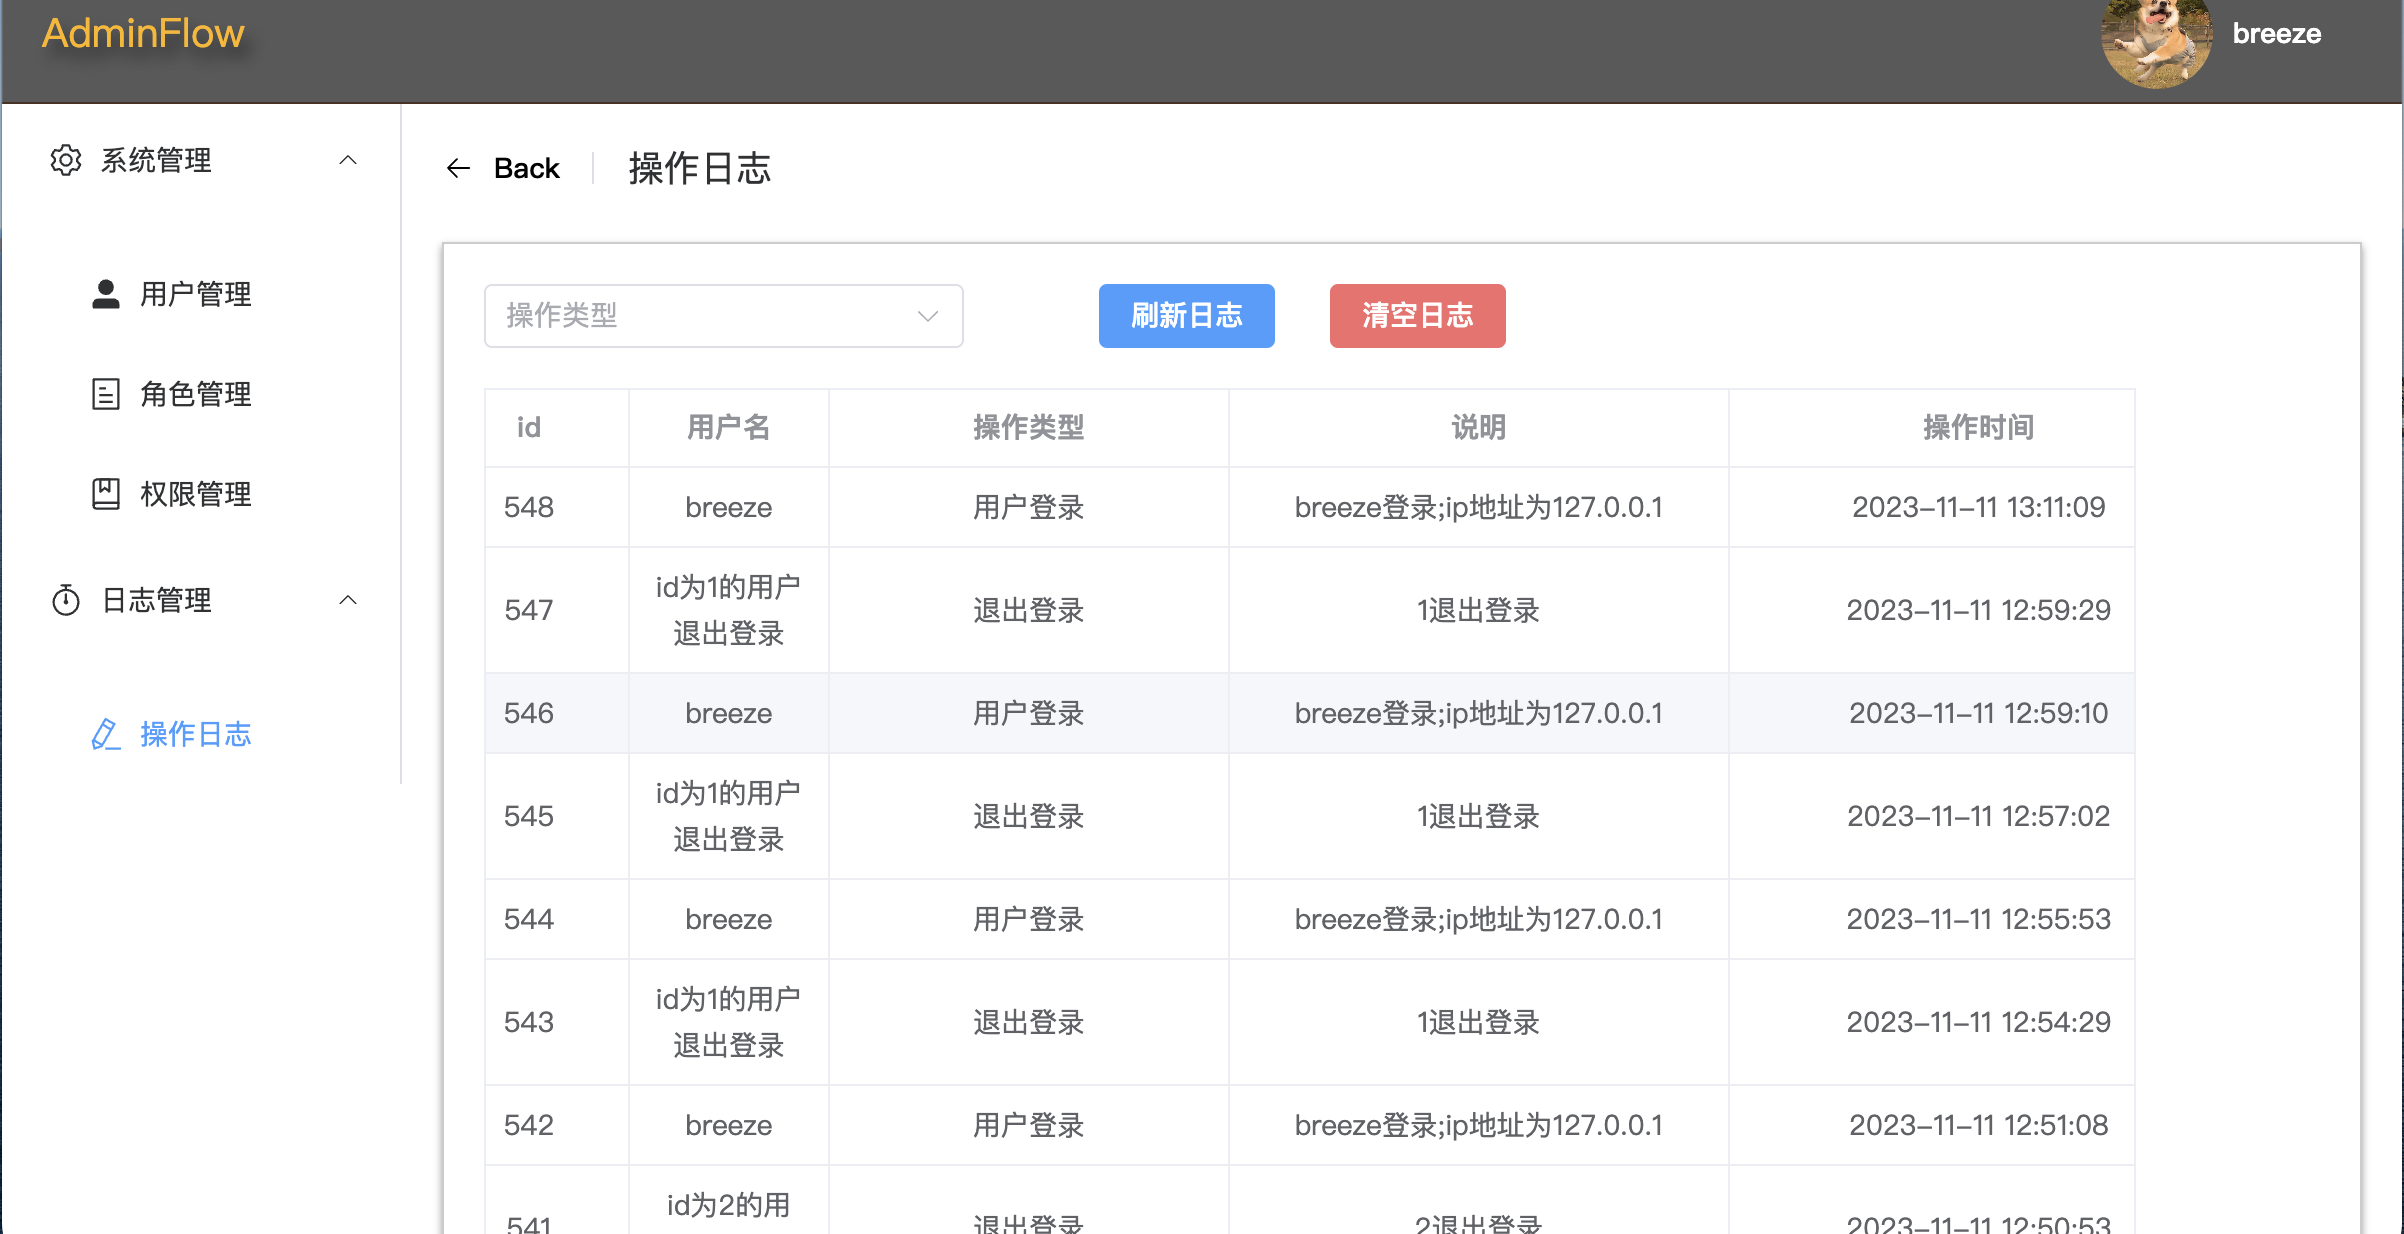 AdminFlow
breeze
系统管理
用户管理
角色管理
权限管理
日志管理
操作日志
Back
操作日志
操作类型
刷新日志
清空日志
id 用户名 操作类型 说明 操作时间
548 breeze 用户登录 breeze登录;ip地址为127.0.0.1 2023-11-11 13:11:09
id为1的用户
547 退出登录 1退出登录 2023-11-11 12:59:29
退出登录
546 breeze 用户登录 breeze登录;ip地址为127.0.0.1 2023-11-11 12:59:10
id为1的用户
545 退出登录 1退出登录 2023-11-11 12:57:02
退出登录
544 breeze 用户登录 breeze登录;ip地址为127.0.0.1 2023-11-11 12:55:53
id为1的用户
543 退出登录 1退出登录 2023-11-11 12:54:29
退出登录
542 breeze 用户登录 breeze登录;ip地址为127.0.0.1 2023-11-11 12:51:08
id为2的用
541 退出登录 2退出登录 2023-11-11 12:50:53